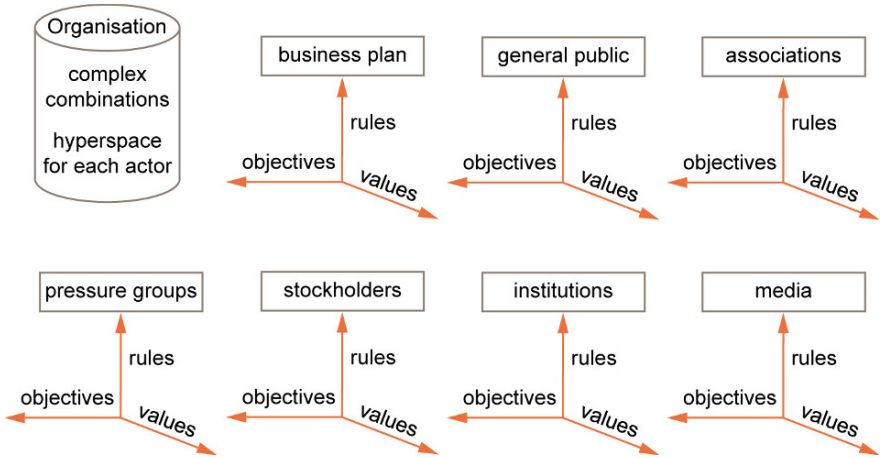 Organisation
complex
combinations
hyperspace
for each actor
business plan
rules
objectives
values
general public
rules
objectives
values
associations
rules
objectives
values
pressure groups
rules
objectives
values
stockholders
rules
objectives
values
institutions
rules
objectives
values
media
rules
objectives
values